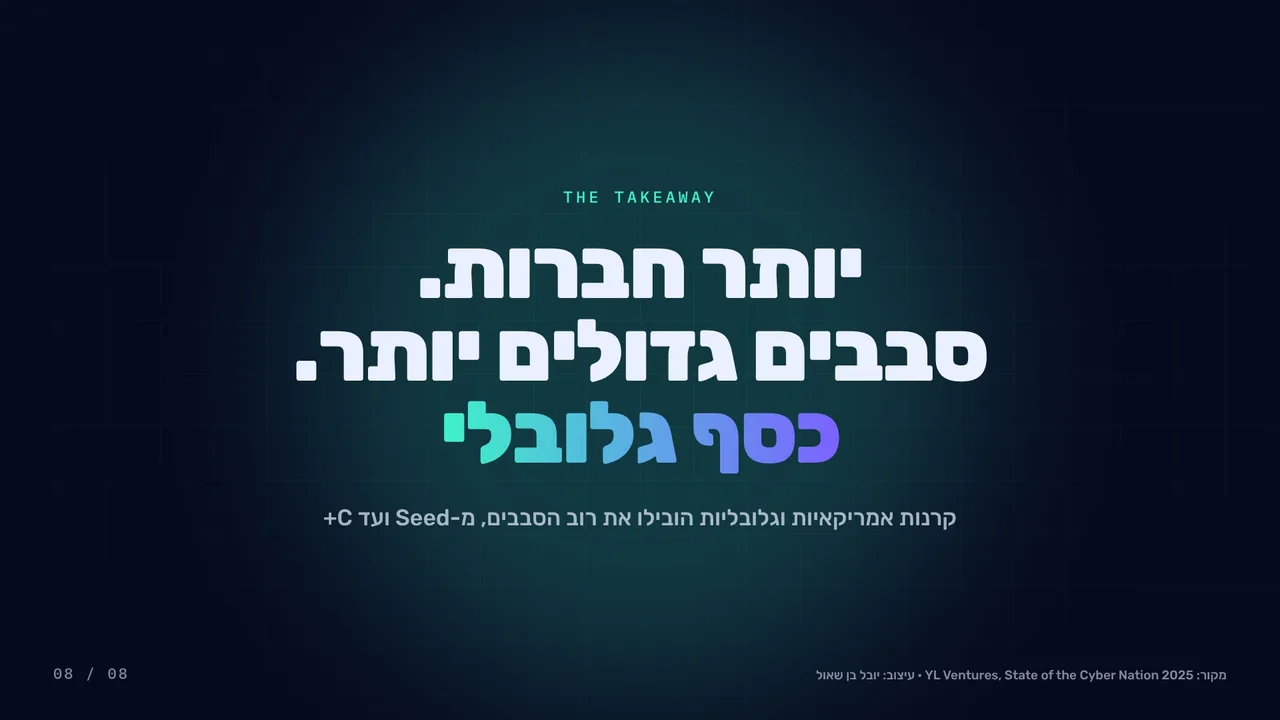 THE TAKEAWAY
יותר חברות.
סבבים גדולים יותר.
כסף גלובלי
קרנות אמריקאיות וגלובליות הובילו את רוב הסבבים, מ-Seed ועד C+
מקור: YL Ventures, State of the Cyber Nation 2025 • עיצוב: יובל בן שאול
08 / 08